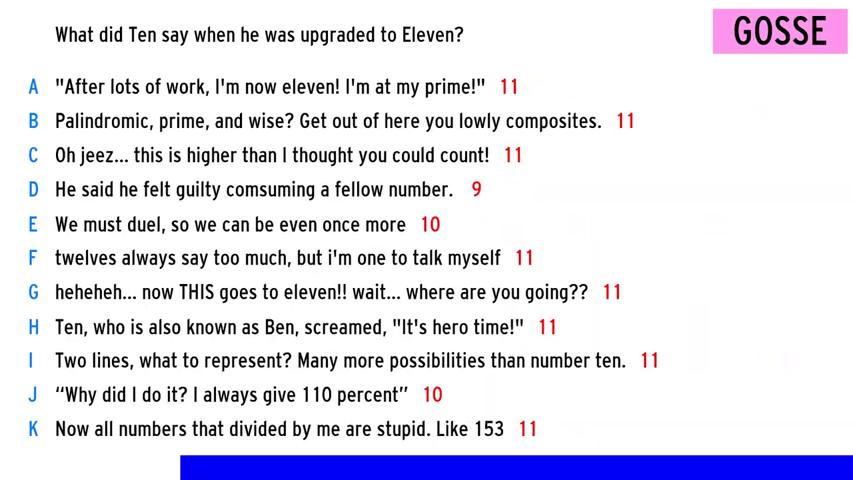 What did Ten say when he was upgraded to Eleven?
GOSSE
A "After lots of work, I'm now eleven! I'm at my prime!" 11
B Palindromic, prime, and wise? Get out of here you lowly composites. 11
C Oh jeez... this is higher than I thought you could count! 11
D He said he felt guilty comsuming a fellow number. 9
E We must duel, so we can be even once more 10
F twelves always say too much, but i'm one to talk myself 11
G heheheh... now THIS goes to eleven!! wait... where are you going?? 11
H Ten, who is also known as Ben, screamed, "It's hero time!" 11
I Two lines, what to represent? Many more possibilities than number ten. 11
J “Why did I do it? I always give 110 percent” 10
K Now all numbers that divided by me are stupid. Like 153 11